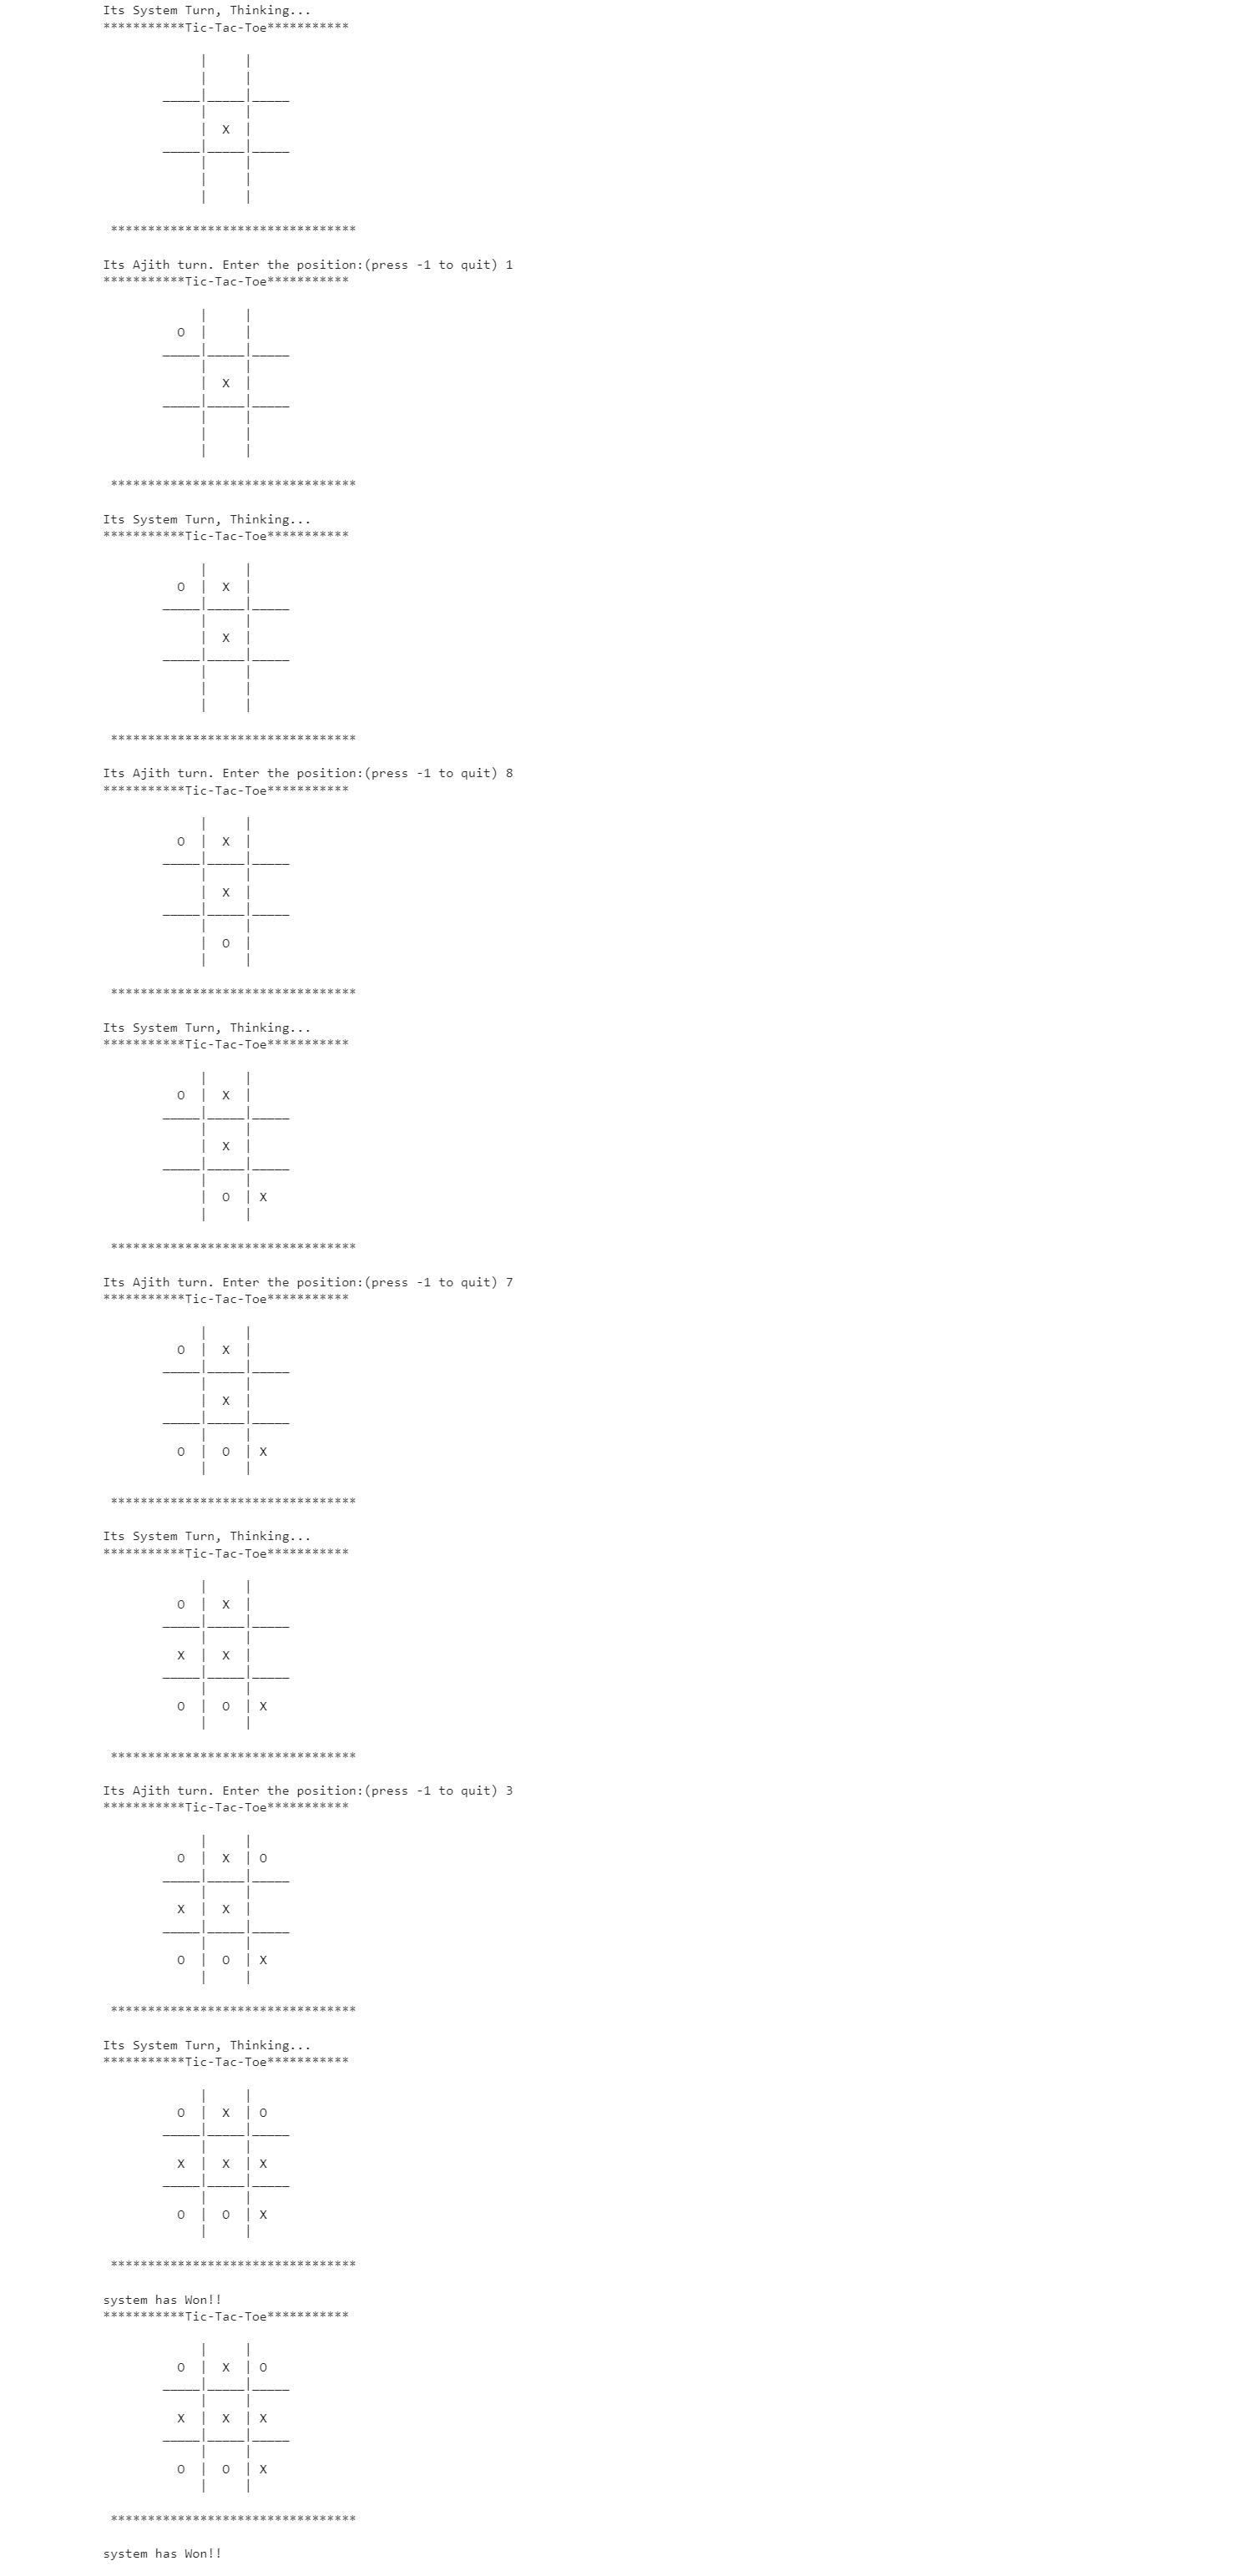 Its System Turn, Thinking...
***********Tic-Tac-Toe***********
     |     |
     |     |
_____|_____|_____
     |     |
     |  X  |
_____|_____|_____
     |     |
     |     |
     |     |
*********************************
Its Ajith turn. Enter the position:(press -1 to quit) 1
***********Tic-Tac-Toe***********
     |     |
  O  |     |
_____|_____|_____
     |     |
     |  X  |
_____|_____|_____
     |     |
     |     |
     |     |
*********************************
Its System Turn, Thinking...
***********Tic-Tac-Toe***********
     |     |
  O  |  X  |
_____|_____|_____
     |     |
     |  X  |
_____|_____|_____
     |     |
     |     |
     |     |
*********************************
Its Ajith turn. Enter the position:(press -1 to quit) 8
***********Tic-Tac-Toe***********
     |     |
  O  |  X  |
_____|_____|_____
     |     |
     |  X  |
_____|_____|_____
     |     |
     |  O  |
     |     |
*********************************
Its System Turn, Thinking...
***********Tic-Tac-Toe***********
     |     |
  O  |  X  |
_____|_____|_____
     |     |
     |  X  |
_____|_____|_____
     |     |
     |  O  | X
     |     |
*********************************
Its Ajith turn. Enter the position:(press -1 to quit) 7
***********Tic-Tac-Toe***********
     |     |
  O  |  X  |
_____|_____|_____
     |     |
     |  X  |
_____|_____|_____
     |     |
  O  |  O  | X
     |     |
*********************************
Its System Turn, Thinking...
***********Tic-Tac-Toe***********
     |     |
  O  |  X  |
_____|_____|_____
     |     |
  X  |  X  |
_____|_____|_____
     |     |
  O  |  O  | X
     |     |
*********************************
Its Ajith turn. Enter the position:(press -1 to quit) 3
***********Tic-Tac-Toe***********
     |     |
  O  |  X  | O
_____|_____|_____
     |     |
  X  |  X  |
_____|_____|_____
     |     |
  O  |  O  | X
     |     |
*********************************
Its System Turn, Thinking...
***********Tic-Tac-Toe***********
     |     |
  O  |  X  | O
_____|_____|_____
     |     |
  X  |  X  | X
_____|_____|_____
     |     |
  O  |  O  | X
     |     |
*********************************
system has Won!!
***********Tic-Tac-Toe***********
     |     |
  O  |  X  | O
_____|_____|_____
     |     |
  X  |  X  | X
_____|_____|_____
     |     |
  O  |  O  | X
     |     |
*********************************
system has Won!!